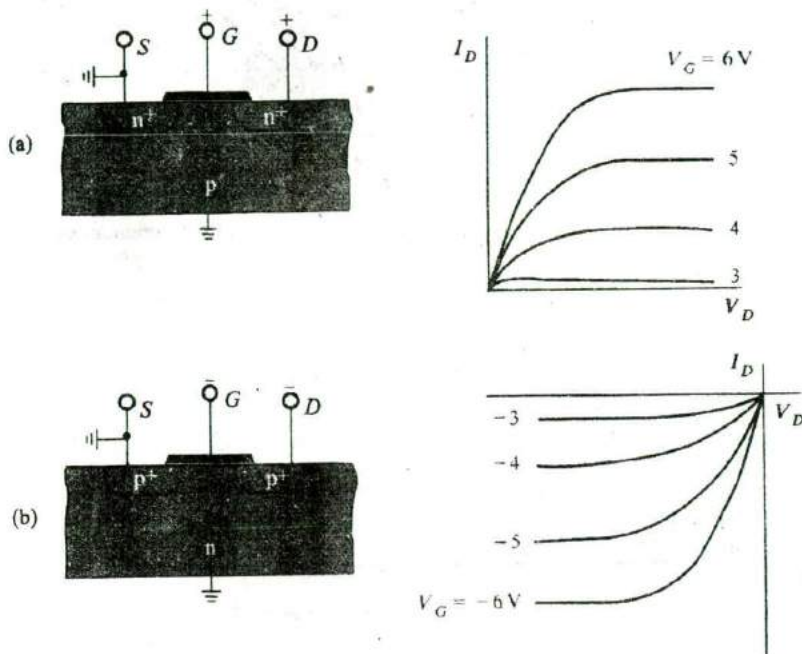 + +
S G D
n+ n+
(a)
p
I_D
V_G = 6 V
5
4
3
V_D
- -
S G D
p+ p+
(b)
n
I_D
V_D
-3
-4
-5
V_G = -6 V